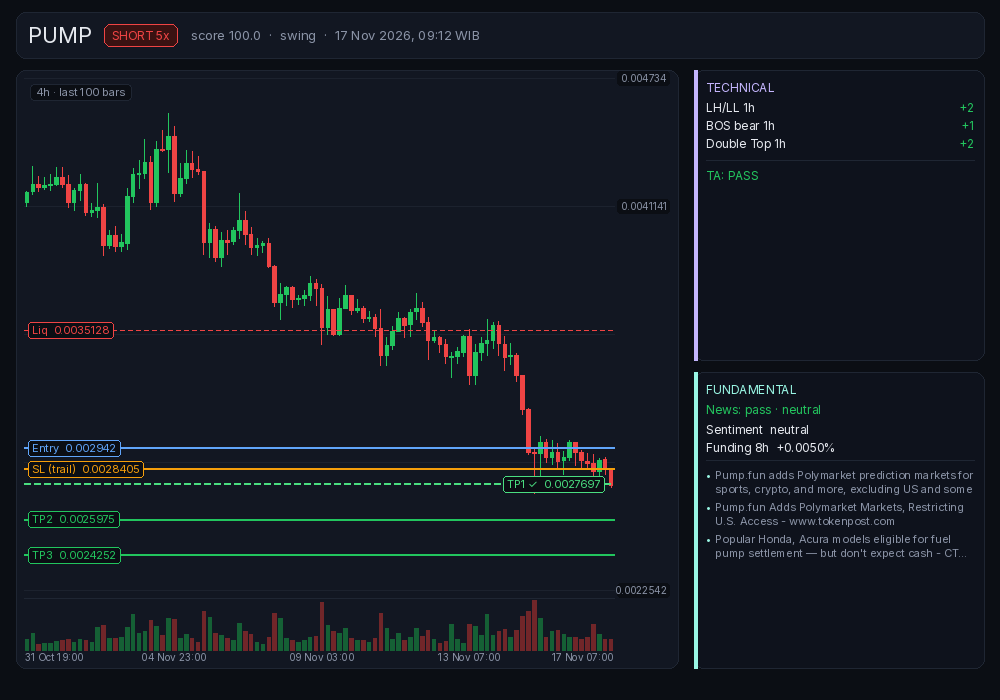 PUMP SHORT 5x score 100.0 · swing · 17 Nov 2026, 09:12 WIB
4h · last 100 bars
0.004734
0.0041141
Liq 0.0035128
Entry 0.002942
SL (trail) 0.0028405
TP1 ✓ 0.0027697
TP2 0.0025975
TP3 0.0024252
0.0022542
31 Oct 19:00 04 Nov 23:00 09 Nov 03:00 13 Nov 07:00 17 Nov 07:00
TECHNICAL
LH/LL 1h +2
BOS bear 1h +1
Double Top 1h +2
TA: PASS
FUNDAMENTAL
News: pass · neutral
Sentiment neutral
Funding 8h +0.0050%
• Pump.fun adds Polymarket prediction markets for
sports, crypto, and more, excluding US and some
• Pump.fun Adds Polymarket Markets, Restricting
U.S. Access - www.tokenpost.com
• Popular Honda, Acura models eligible for fuel
pump settlement — but don't expect cash - CT...